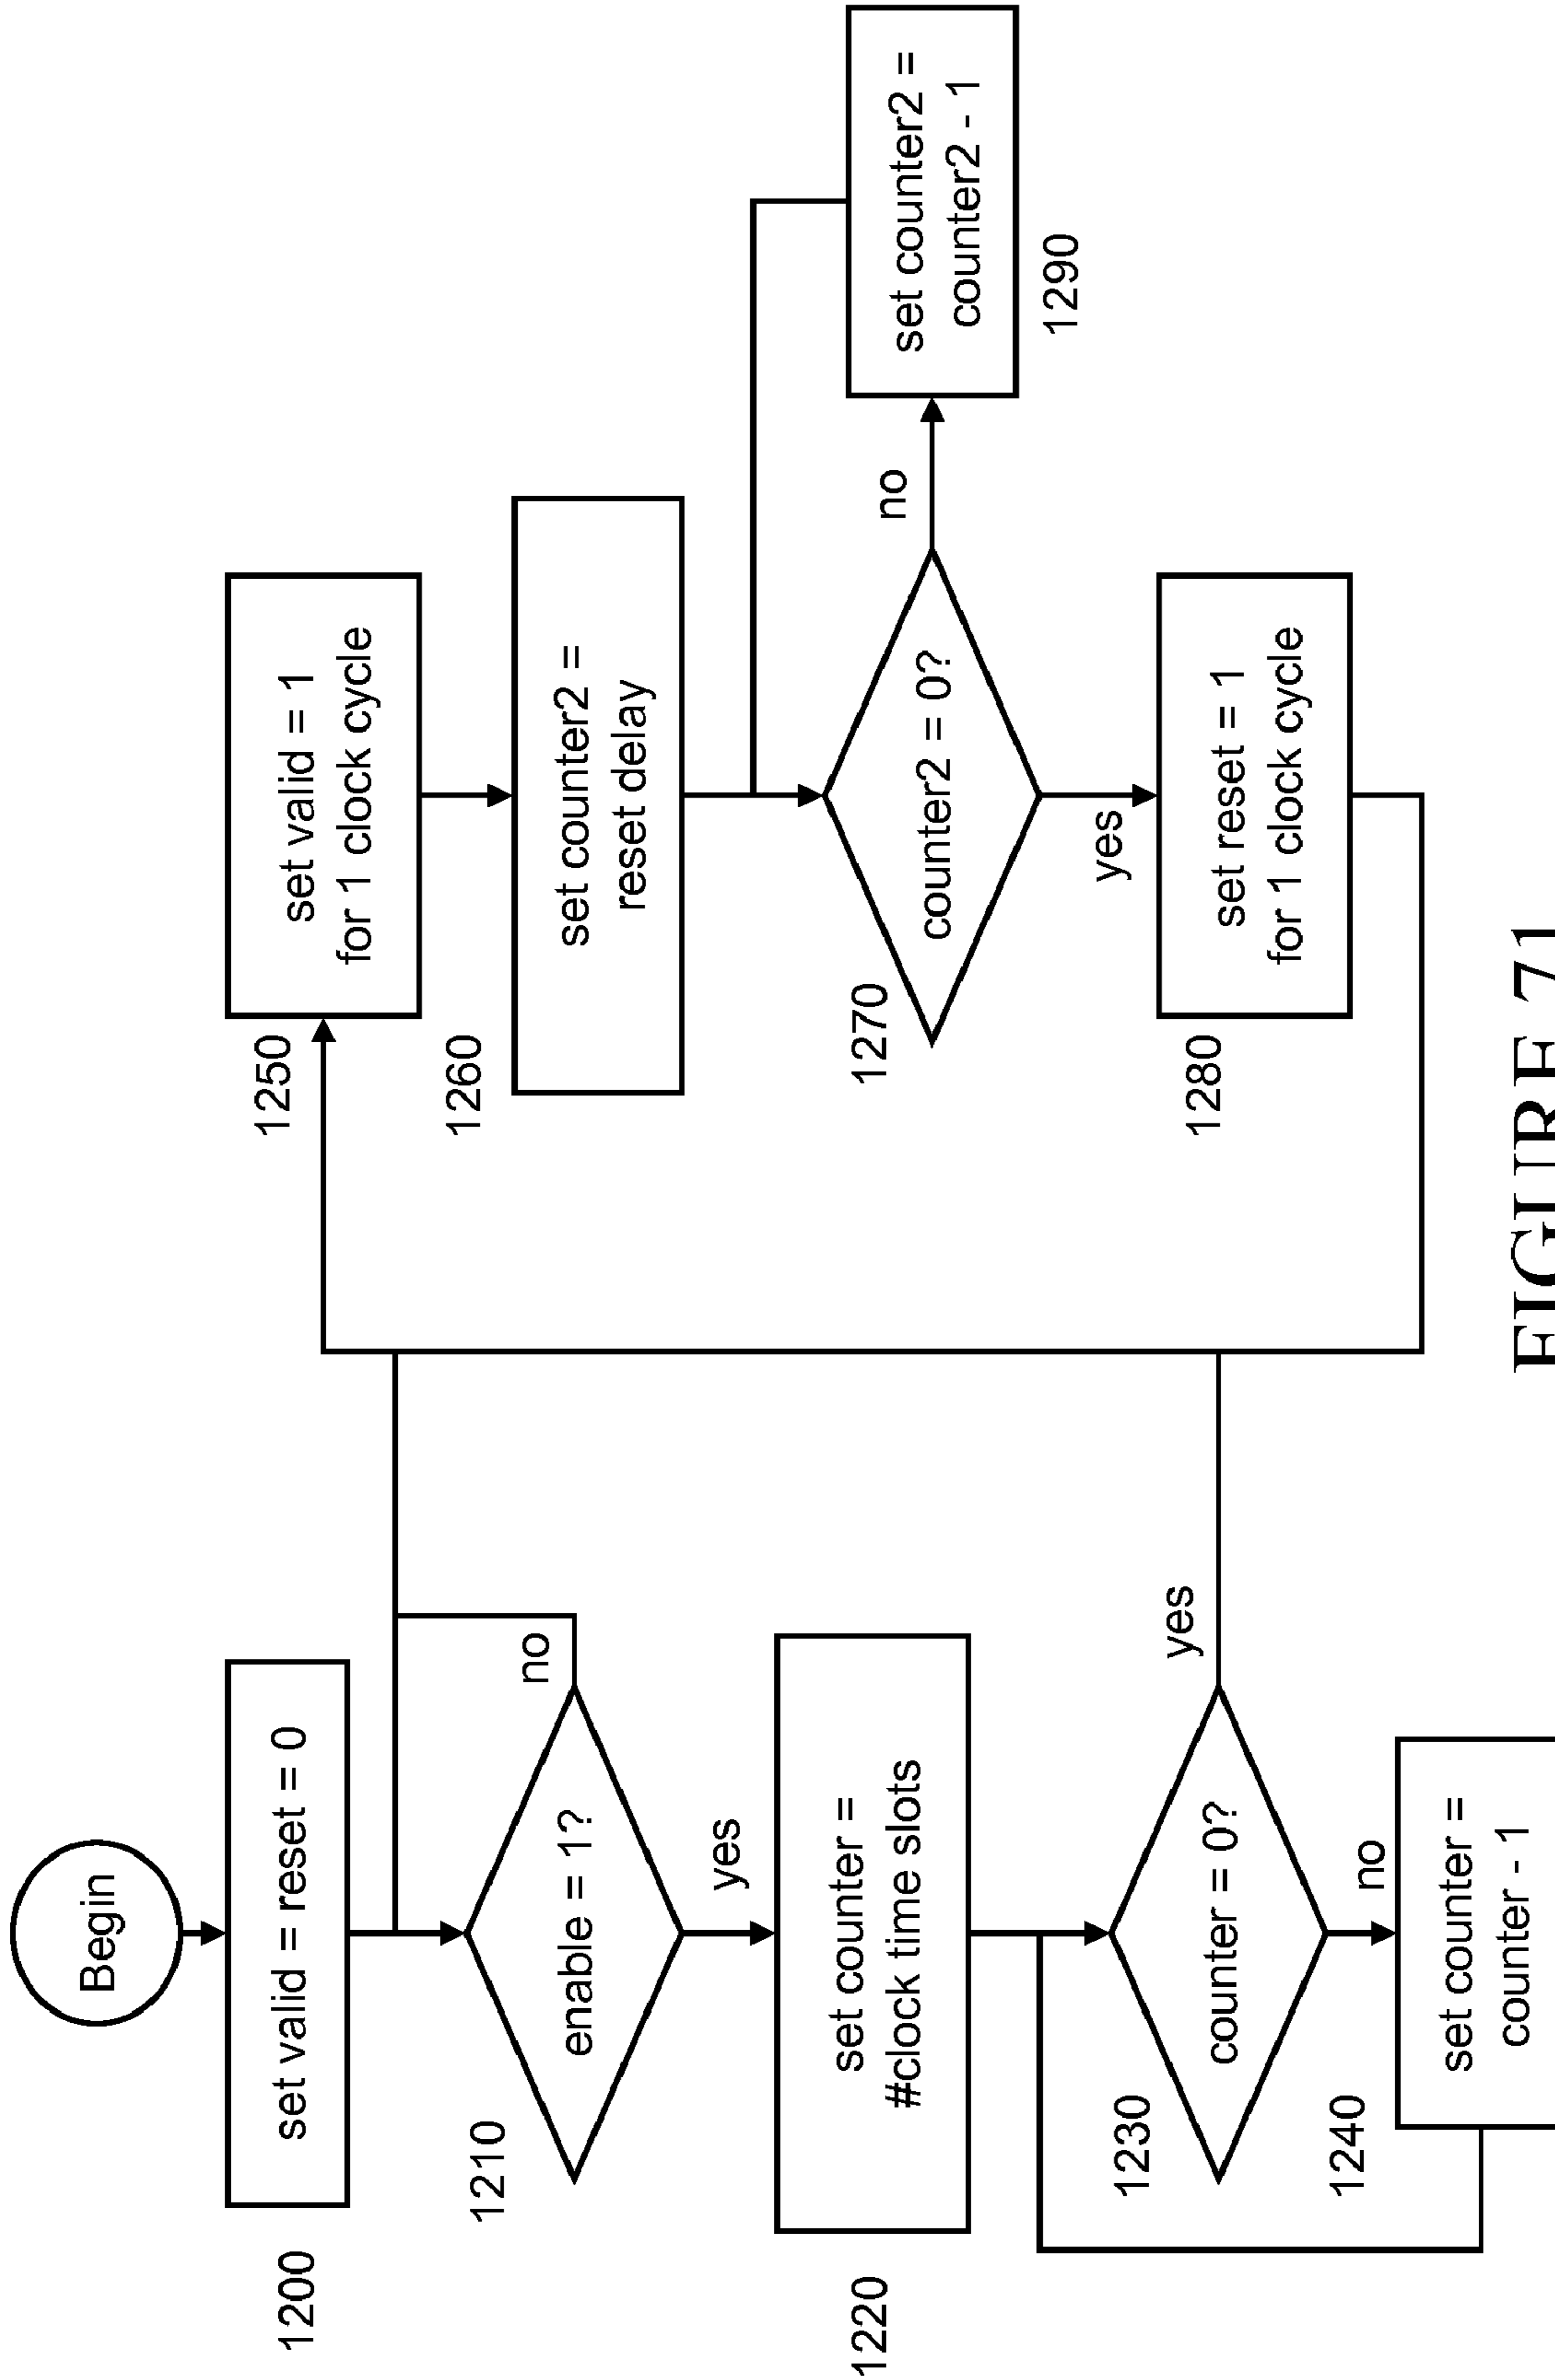 Begin
1200
set valid = reset = 0
1210
enable = 1?
no
yes
1220
set counter =
#clock time slots
1230
counter = 0?
yes
no
1240
set counter =
counter - 1
1250
set valid = 1
for 1 clock cycle
1260
set counter2 =
reset delay
1270
counter2 = 0?
no
yes
1280
set reset = 1
for 1 clock cycle
set counter2 =
counter2 - 1
1290
FIGURE 71